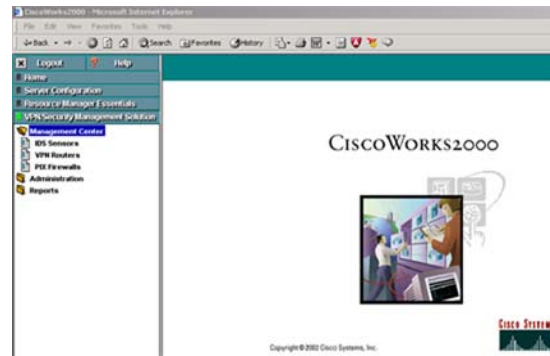 CiscoWorks2000 - Microsoft Internet Explorer
File Edit View Favorites Tools Help
Back Search Favorites History
Logout Help
Home
Server Configuration
Resource Manager Essentials
VPN/Security Management Solution
Management Center
IDS Sensors
VPN Routers
PIX Firewalls
Administration
Reports
CISCOWORKS2000
CISCO SYSTEM
Copyright © 2002 Cisco Systems, Inc.